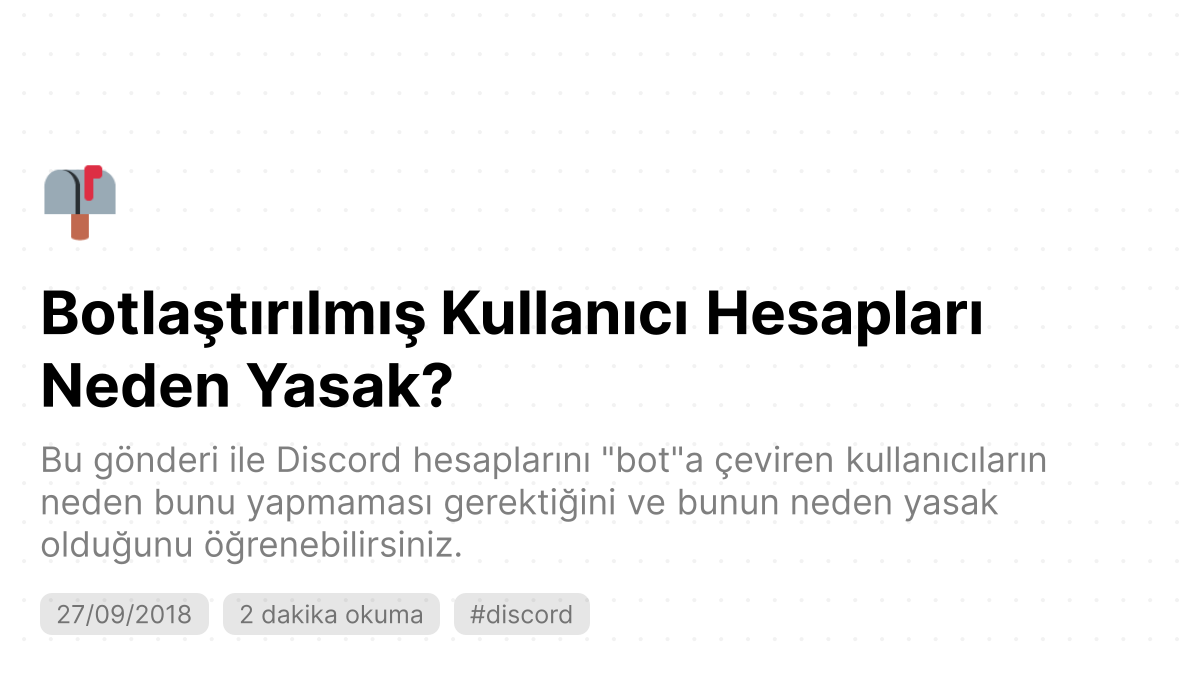 Botlaştırılmış Kullanıcı Hesapları
Neden Yasak?
Bu gönderi ile Discord hesaplarını "bot"a çeviren kullanıcıların
neden bunu yapmaması gerektiğini ve bunun neden yasak
olduğunu öğrenebilirsiniz.
27/09/2018 2 dakika okuma #discord